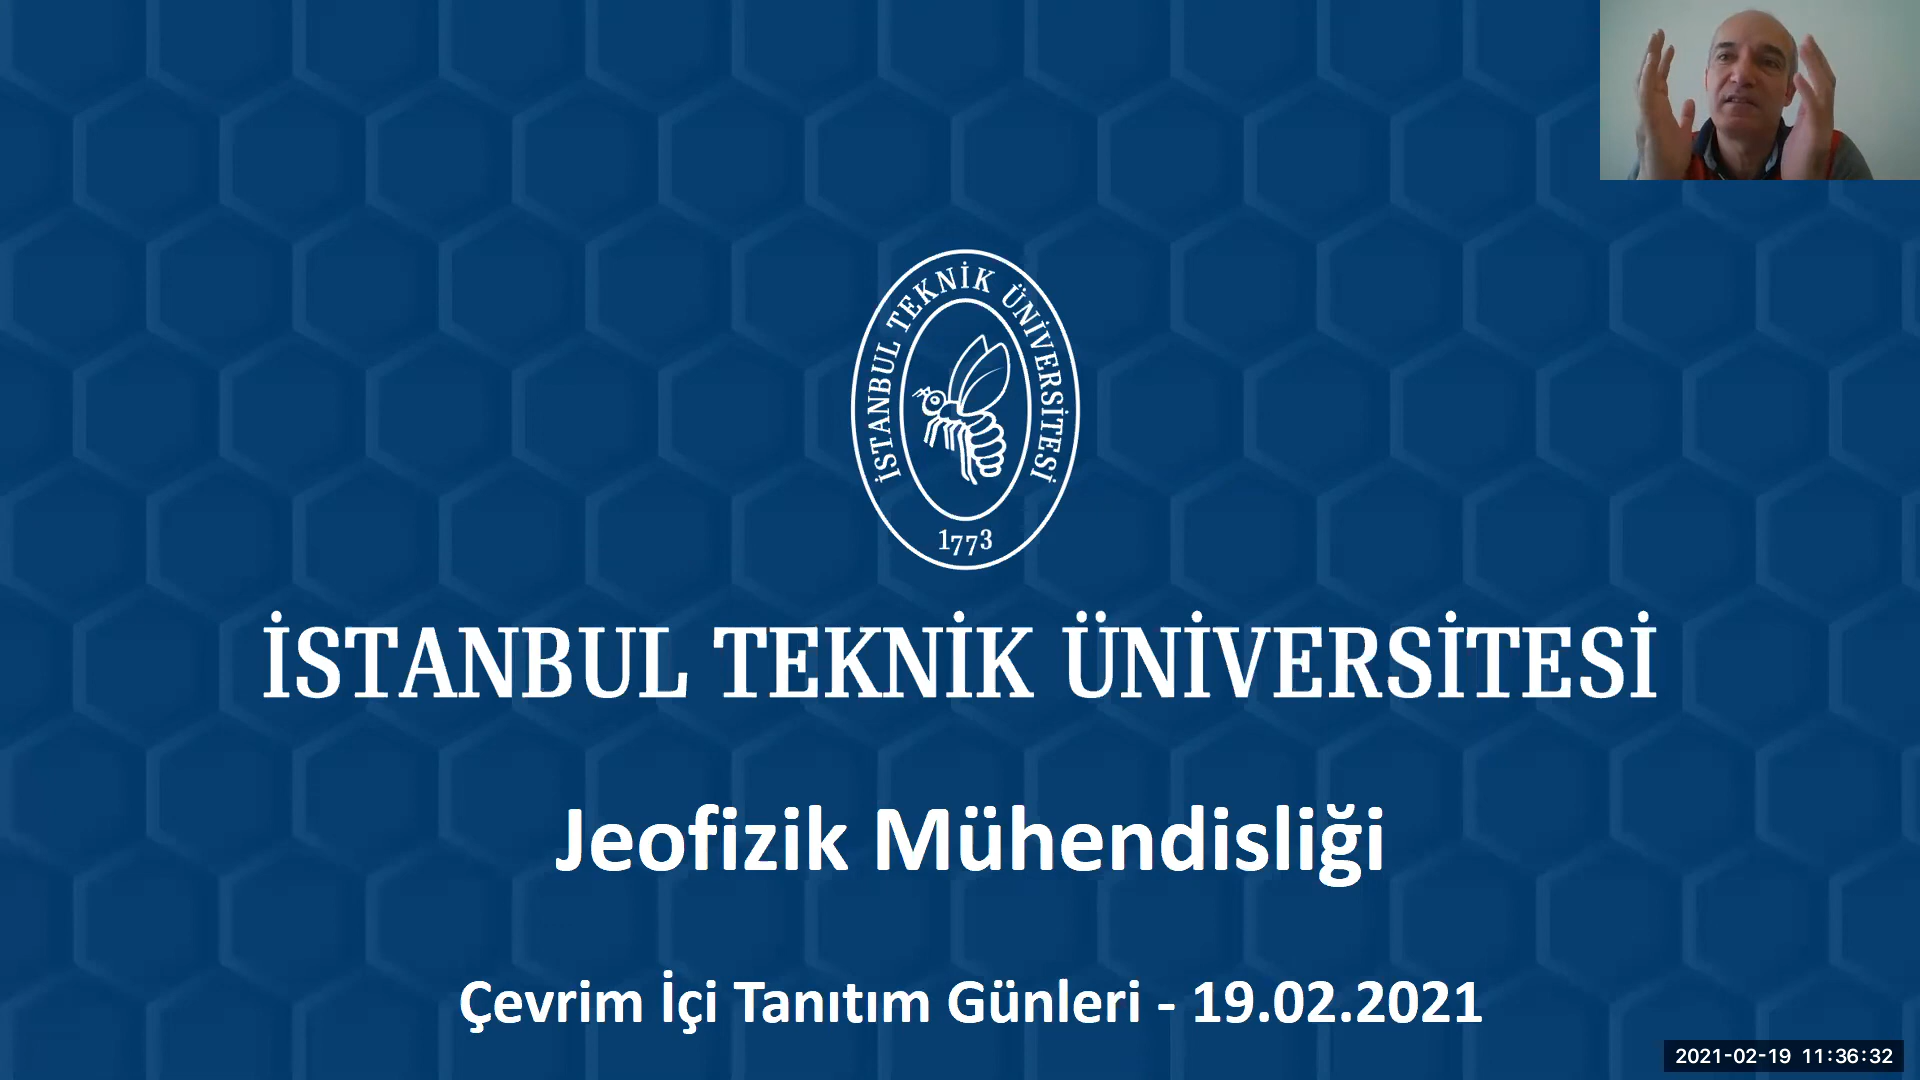 İSTANBUL TEKNİK ÜNİVERSİTESİ
1773
İSTANBUL TEKNİK ÜNİVERSİTESİ
Jeofizik Mühendisliği
Çevrim İçi Tanıtım Günleri - 19.02.2021
2021-02-19 11:36:32